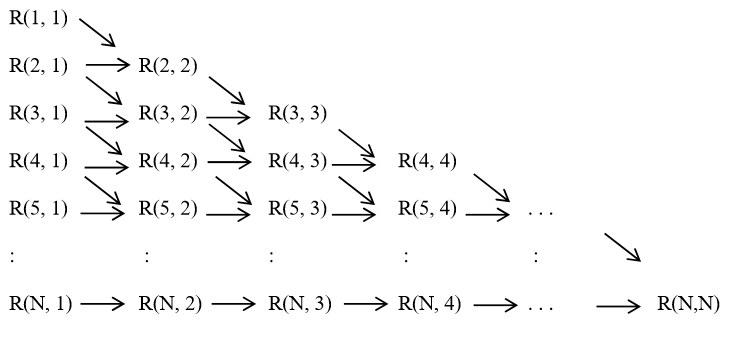 R(1, 1)
R(2, 1) R(2, 2)
R(3, 1) R(3, 2) R(3, 3)
R(4, 1) R(4, 2) R(4, 3) R(4, 4)
R(5, 1) R(5, 2) R(5, 3) R(5, 4) . . .
: : : : :
R(N, 1) R(N, 2) R(N, 3) R(N, 4) . . . R(N,N)